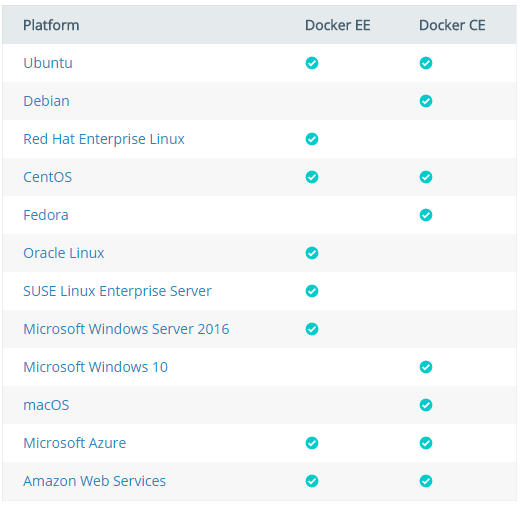 Platform Docker EE Docker CE
Ubuntu
Debian
Red Hat Enterprise Linux
CentOS
Fedora
Oracle Linux
SUSE Linux Enterprise Server
Microsoft Windows Server 2016
Microsoft Windows 10
macOS
Microsoft Azure
Amazon Web Services